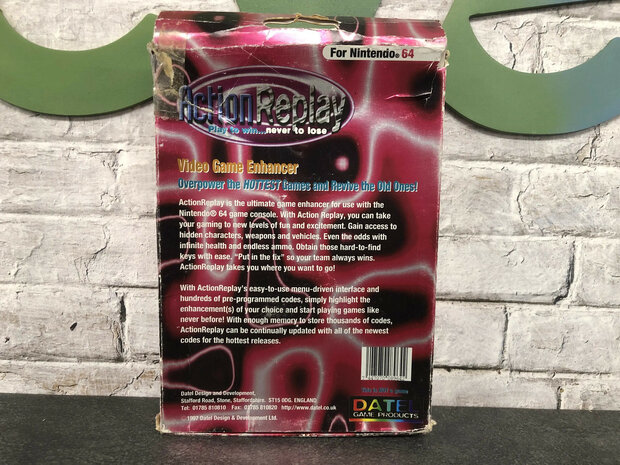 For Nintendo® 64
ActionReplay
Play to win...never to lose
Video Game Enhancer
Overpower the HOTTEST Games and Revive the Old Ones!
ActionReplay is the ultimate game enhancer for use with the
Nintendo® 64 game console. With Action Replay, you can take
your gaming to new levels of fun and excitement. Gain access to
hidden characters, weapons and vehicles. Even the odds with
infinite health and endless ammo. Obtain those hard-to-find
keys with ease. "Put in the fix" so your team always wins.
ActionReplay takes you where you want to go!
With ActionReplay's easy-to-use menu-driven interface and
hundreds of pre-programmed codes, simply highlight the
enhancement(s) of your choice and start playing games like
never before! With enough memory to store thousands of codes,
ActionReplay can be continually updated with all of the newest
codes for the hottest releases.
This is Not a game
Datel Design and Development,
Stafford Road, Stone, Staffordshire. ST15 0DG. ENGLAND
Tel: 01785 810810 Fax: 01785 810820 http://www.datel.co.uk
©1997 Datel Design & Development Ltd.
DATEL
GAME PRODUCTS